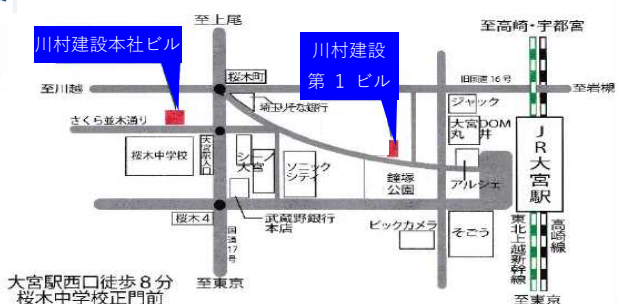 至上尾
至高崎・宇都宮
川村建設本社ビル
川村建設
第 1 ビル
桜木町
旧国道 16 号
至川越
至岩槻
埼玉りそな銀行
ジャック
さくら並木通り
大宮DOM
丸井
大宮駅入口
シーノ
大宮
ソニック
シティ
桜木中学校
鐘塚
公園
アルシェ
JR大宮駅
桜木4
武蔵野銀行
本店
国道17号
ビックカメラ
そごう
東北上越新幹線
高崎線
大宮駅西口徒歩8分
桜木中学校正門前
至東京
至東京